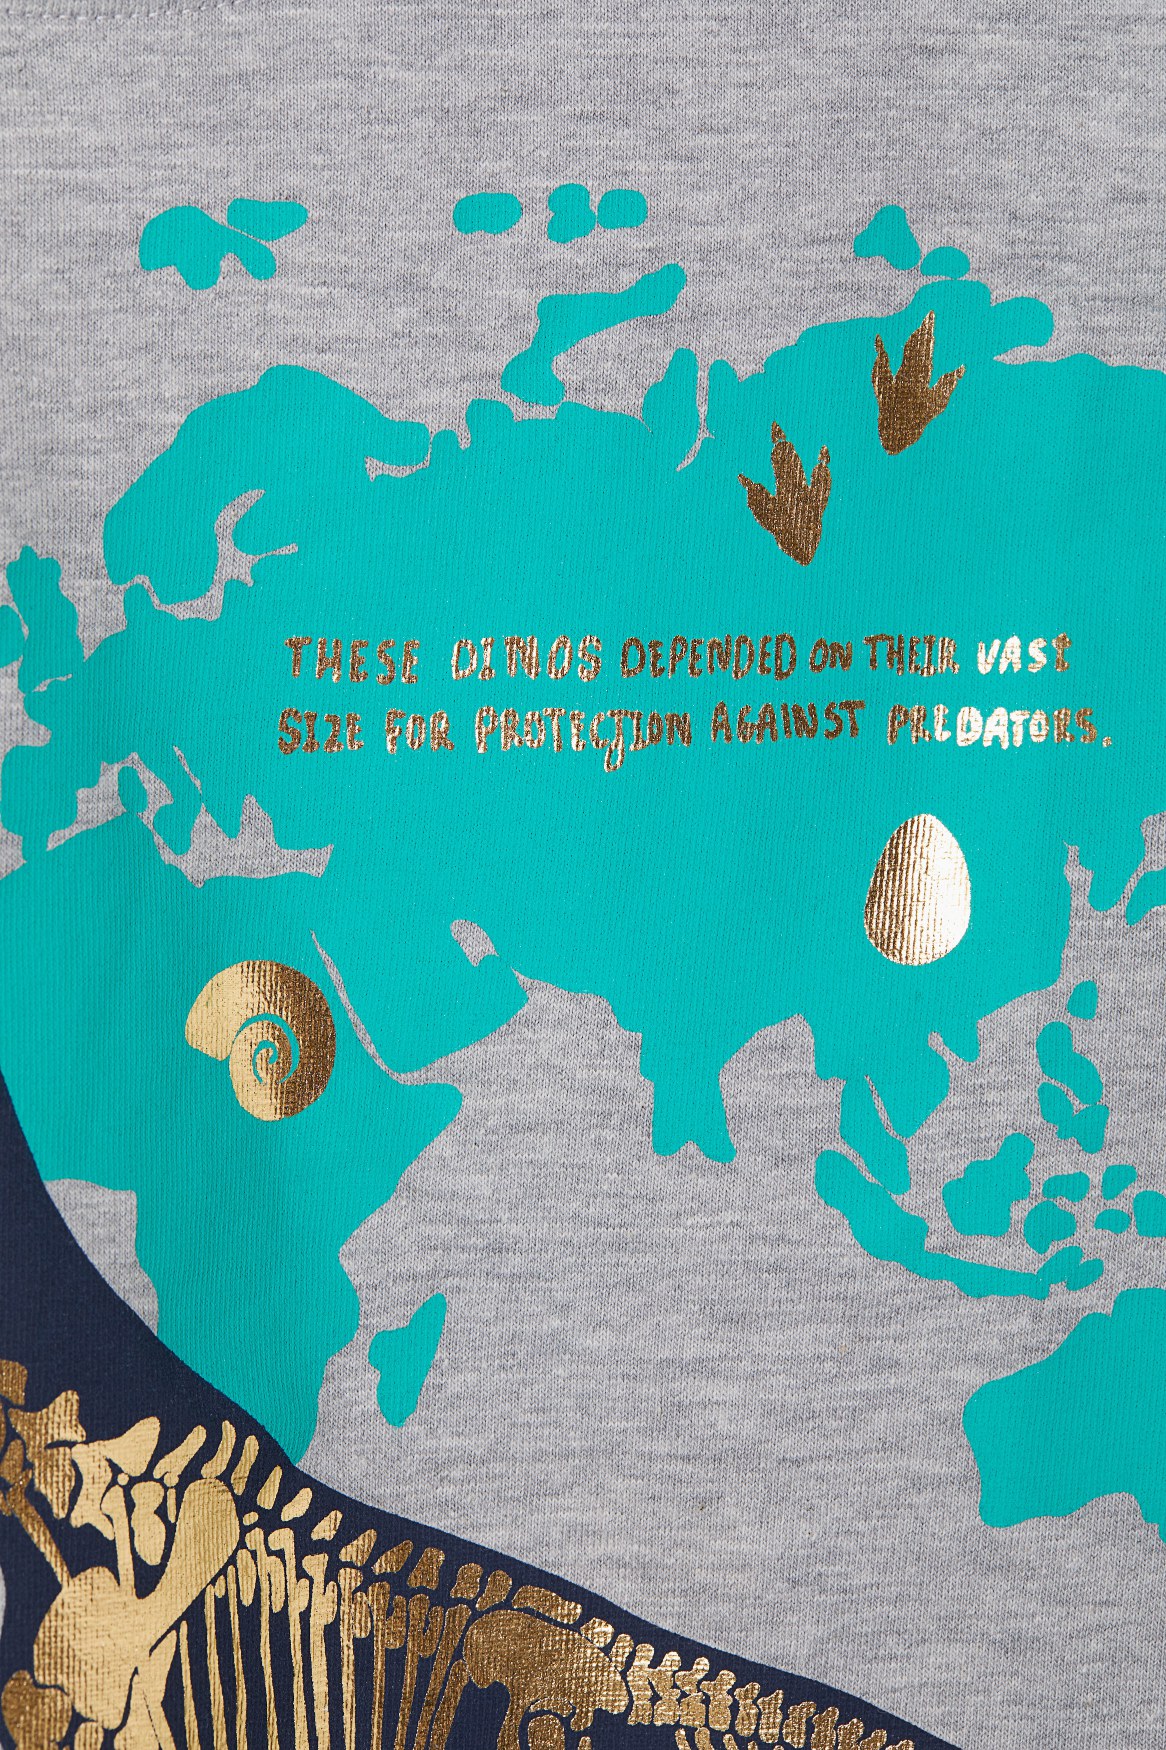 THESE DINOS DEPENDED ON THEIR VAST
SIZE FOR PROTECTION AGAINST PREDATORS.